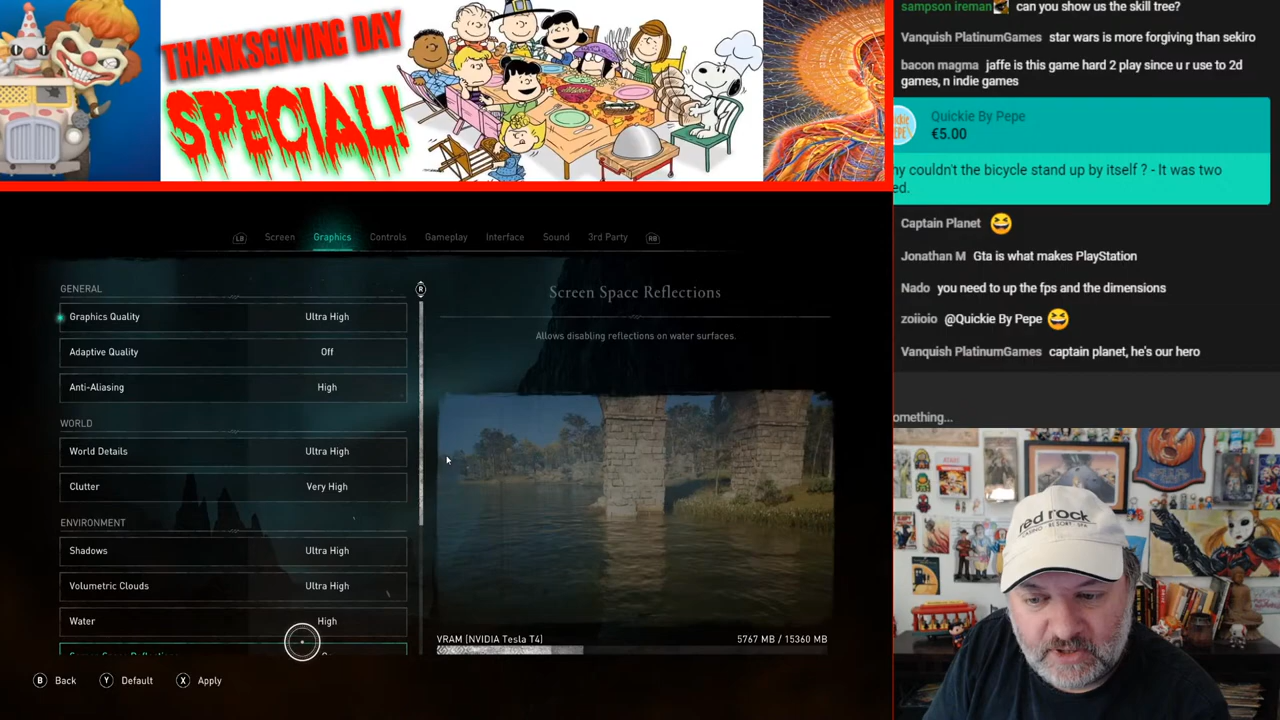 THANKSGIVING DAY
SPECIAL!
sampson ireman can you show us the skill tree?
Vanquish PlatinumGames star wars is more forgiving than sekiro
bacon magma jaffe is this game hard 2 play since u r use to 2d
games, n indie games
Quickie By Pepe
€5.00
ny couldn't the bicycle stand up by itself ? - It was two
ed.
Captain Planet
Jonathan M Gta is what makes PlayStation
Nado you need to up the fps and the dimensions
zoiioio @Quickie By Pepe
Vanquish PlatinumGames captain planet, he's our hero
omething...
LB Screen Graphics Controls Gameplay Interface Sound 3rd Party RB
GENERAL
R
Graphics Quality Ultra High
Adaptive Quality Off
Anti-Aliasing High
WORLD
World Details Ultra High
Clutter Very High
ENVIRONMENT
Shadows Ultra High
Volumetric Clouds Ultra High
Water High
Screen Space Reflections
Allows disabling reflections on water surfaces.
VRAM (NVIDIA Tesla T4) 5767 MB / 15360 MB
B Back Y Default X Apply
red rock
CASINO RESORT SPA